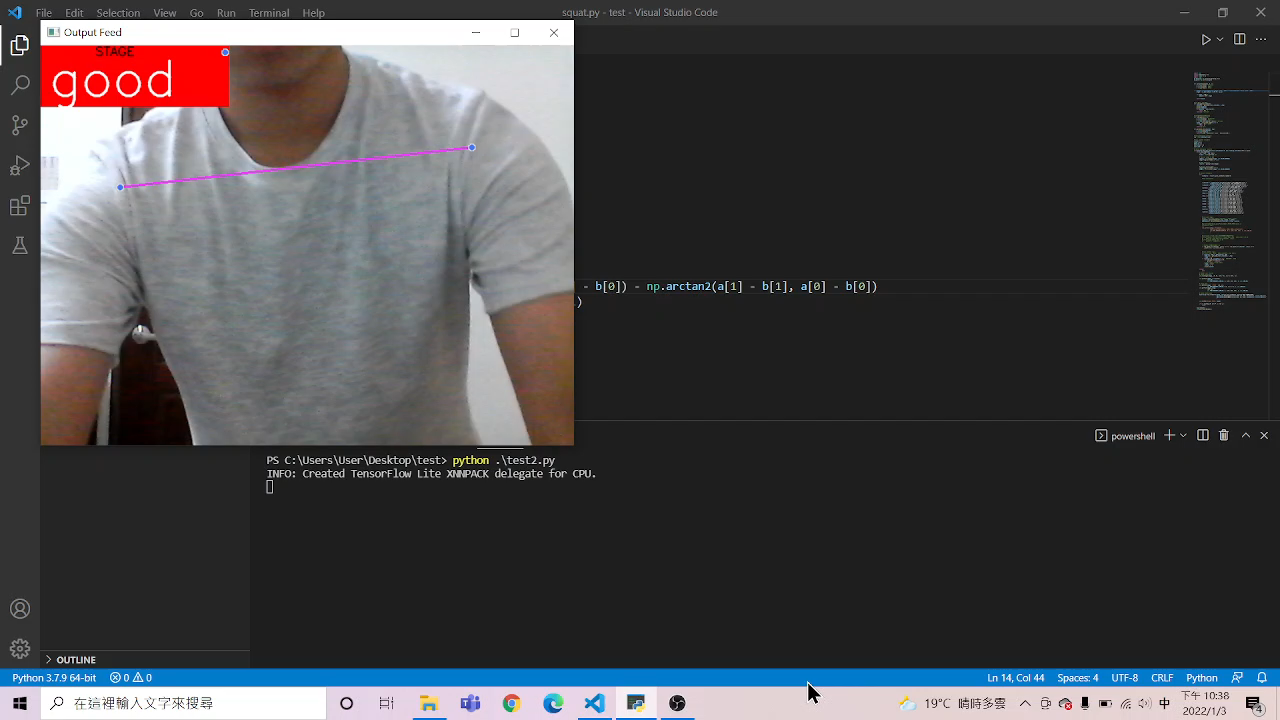 File Edit Selection View Go Run Terminal Help
squat.py - test - Visual Studio Code
Output Feed
STAGE
good
- b[0]) - np.arctan2(a[1] - b[1], a[0] - b[0])
)
powershell
PS C:\Users\User\Desktop\test> python .\test2.py
INFO: Created TensorFlow Lite XNNPACK delegate for CPU.
OUTLINE
Python 3.7.9 64-bit
0 0
Ln 14, Col 44
Spaces: 4
UTF-8
CRLF
Python
在這裡輸入文字來搜尋
19°C 晴時多雲
中
上午 10:38
2022/1/3
4